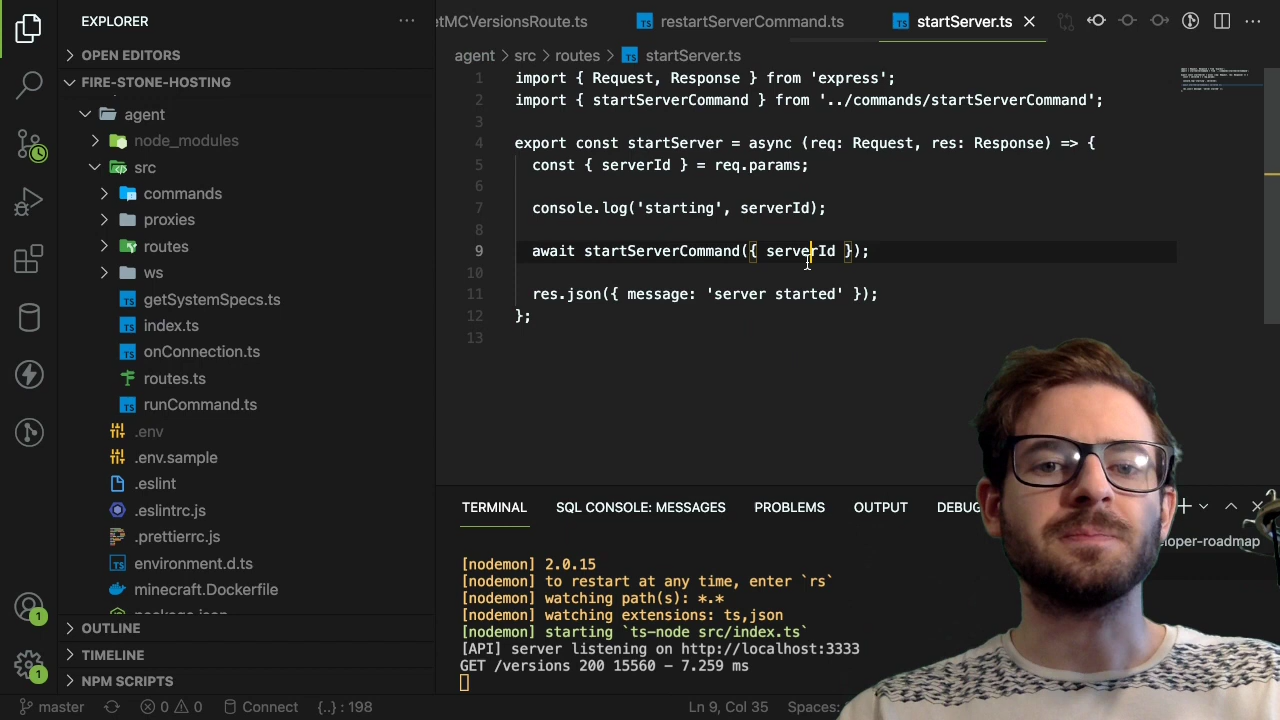 EXPLORER
OPEN EDITORS
FIRE-STONE-HOSTING
agent
node_modules
src
commands
proxies
routes
ws
getSystemSpecs.ts
index.ts
onConnection.ts
routes.ts
runCommand.ts
.env
.env.sample
.eslint
.eslintrc.js
.prettierrc.js
environment.d.ts
minecraft.Dockerfile
OUTLINE
TIMELINE
NPM SCRIPTS
etMCVersionsRoute.ts
restartServerCommand.ts
startServer.ts
agent > src > routes > startServer.ts
1 import { Request, Response } from 'express';
2 import { startServerCommand } from '../commands/startServerCommand';
3
4 export const startServer = async (req: Request, res: Response) => {
5 const { serverId } = req.params;
6
7 console.log('starting', serverId);
8
9 await startServerCommand({ serverId });
10
11 res.json({ message: 'server started' });
12 };
13
TERMINAL SQL CONSOLE: MESSAGES PROBLEMS OUTPUT DEBUG
eloper-roadmap
[nodemon] 2.0.15
[nodemon] to restart at any time, enter `rs`
[nodemon] watching path(s): *.*
[nodemon] watching extensions: ts,json
[nodemon] starting `ts-node src/index.ts`
[API] server listening on http://localhost:3333
GET /versions 200 15560 - 7.259 ms
1
1
master 0 0 Connect {..} : 198 Ln 9, Col 35 Spaces: